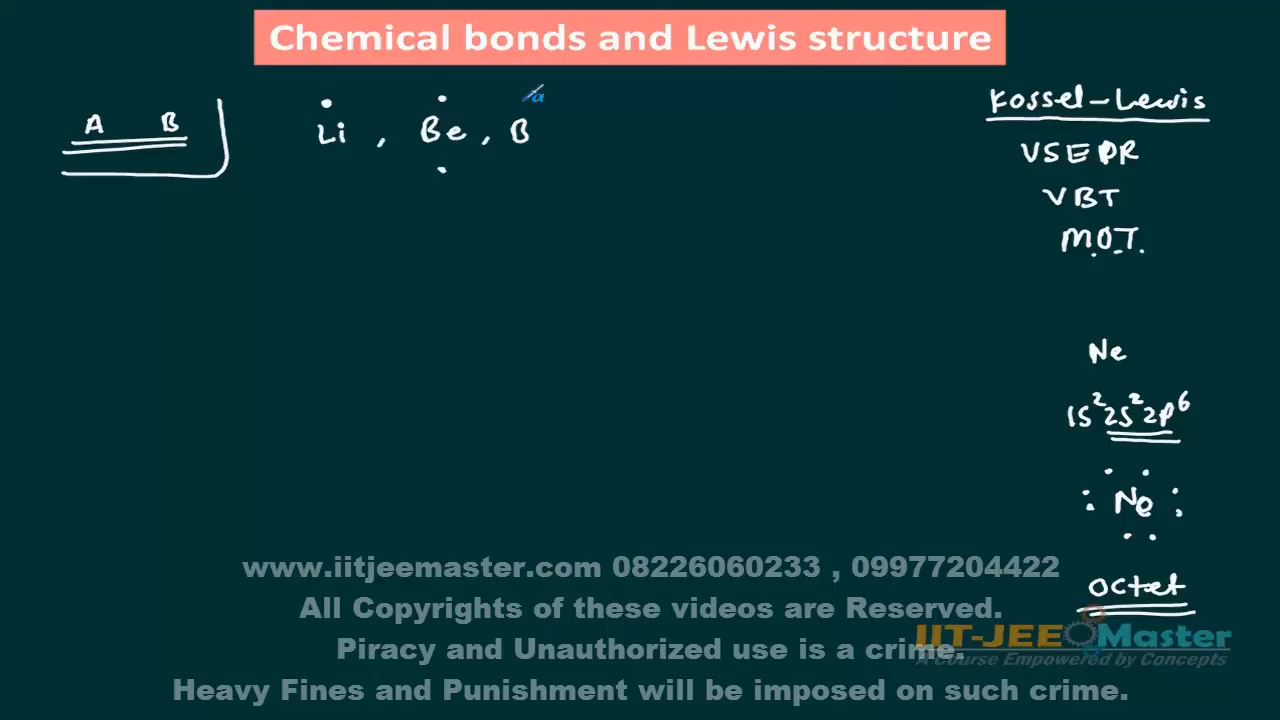 Chemical bonds and Lewis structure
A B
Li , Be , B
Kossel-Lewis
VSEPR
VBT
M.O.T.
Ne
1s² 2s² 2p⁶
: Ne :
Octet
www.iitjeemaster.com 08226060233 , 09977204422
All Copyrights of these videos are Reserved.
IIT-JEE Master
Piracy and Unauthorized use is a crime.
A Course Empowered by Concepts
Heavy Fines and Punishment will be imposed on such crime.